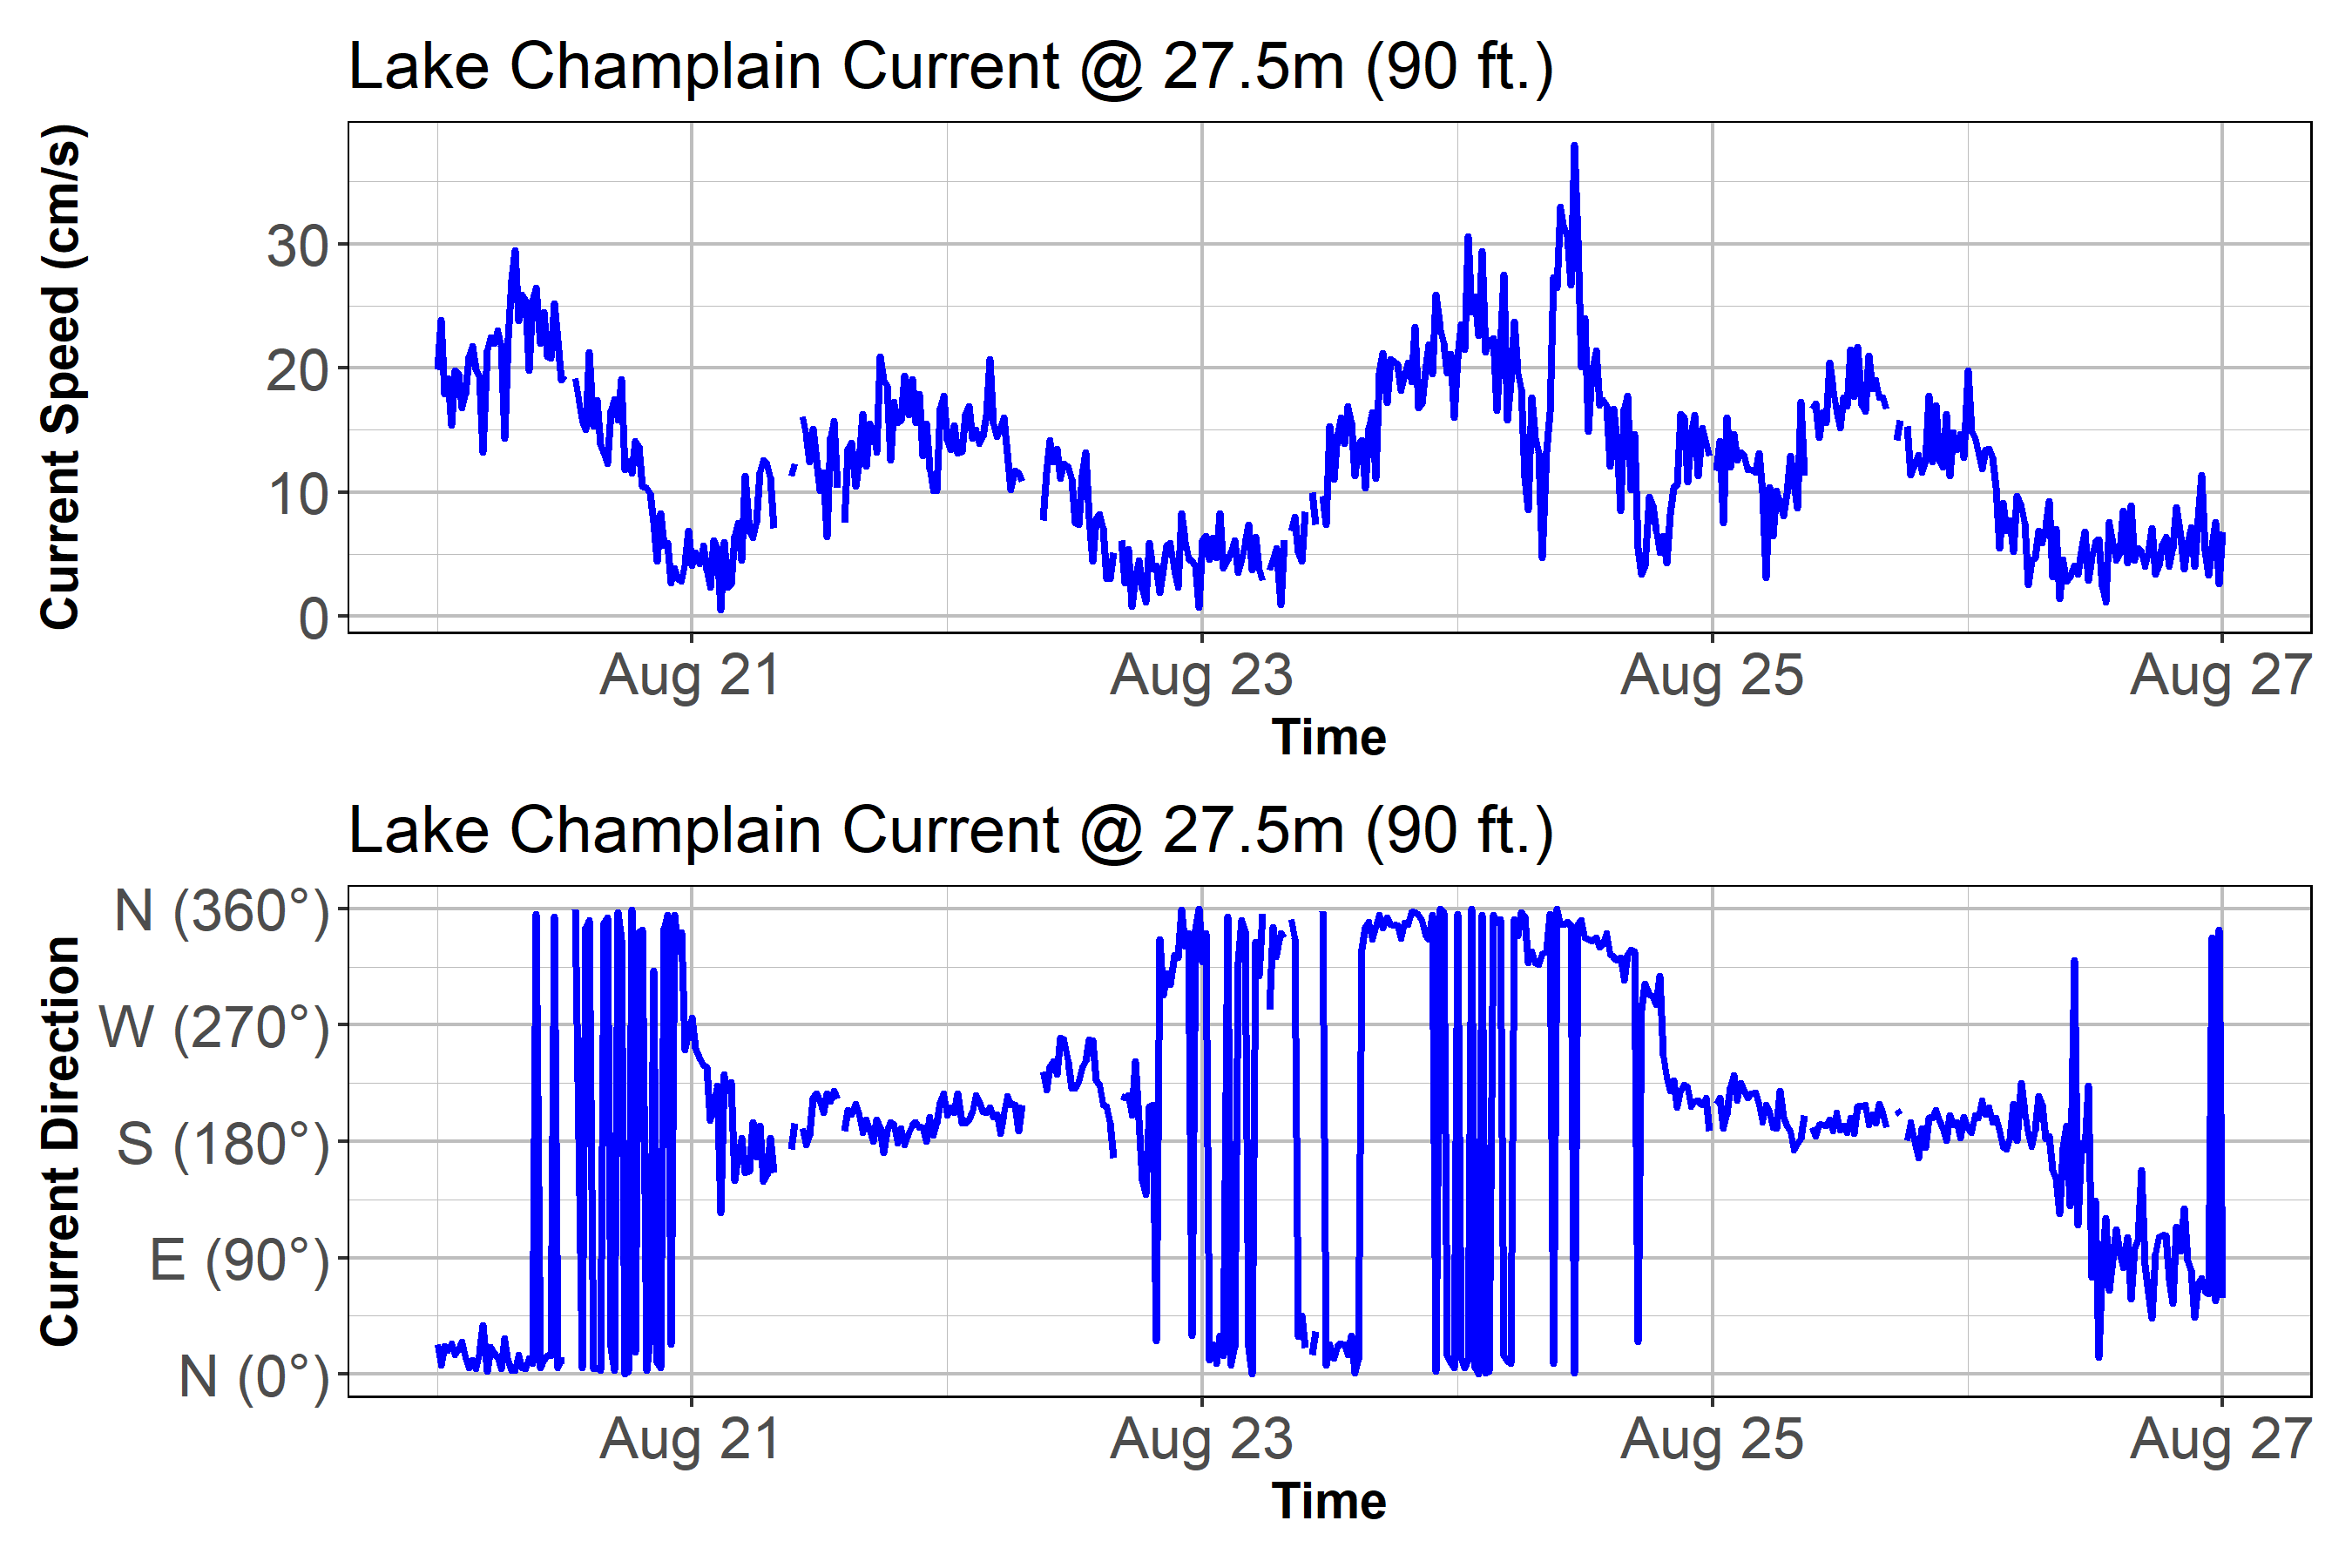 Lake Champlain Current @ 27.5m (90 ft.)
Current Speed (cm/s)
30
20
10
0
Aug 21 Aug 23 Aug 25 Aug 27
Time
Lake Champlain Current @ 27.5m (90 ft.)
Current Direction
N (360°)
W (270°)
S (180°)
E (90°)
N (0°)
Aug 21 Aug 23 Aug 25 Aug 27
Time